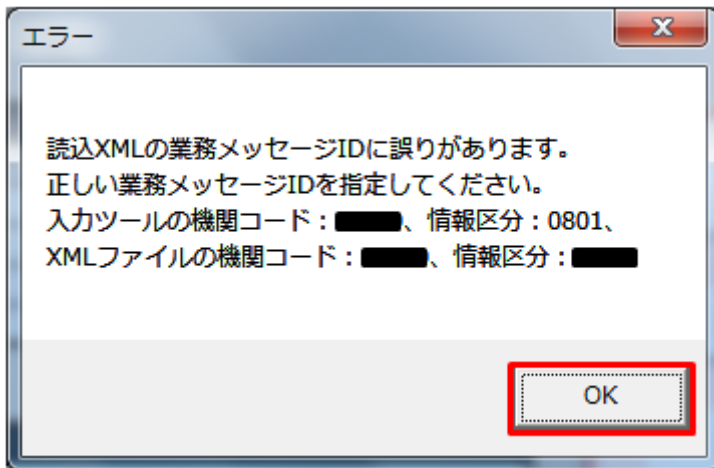 エラー
読込XMLの業務メッセージIDに誤りがあります。
正しい業務メッセージIDを指定してください。
入力ツールの機関コード：、情報区分：0801、
XMLファイルの機関コード：、情報区分：
OK